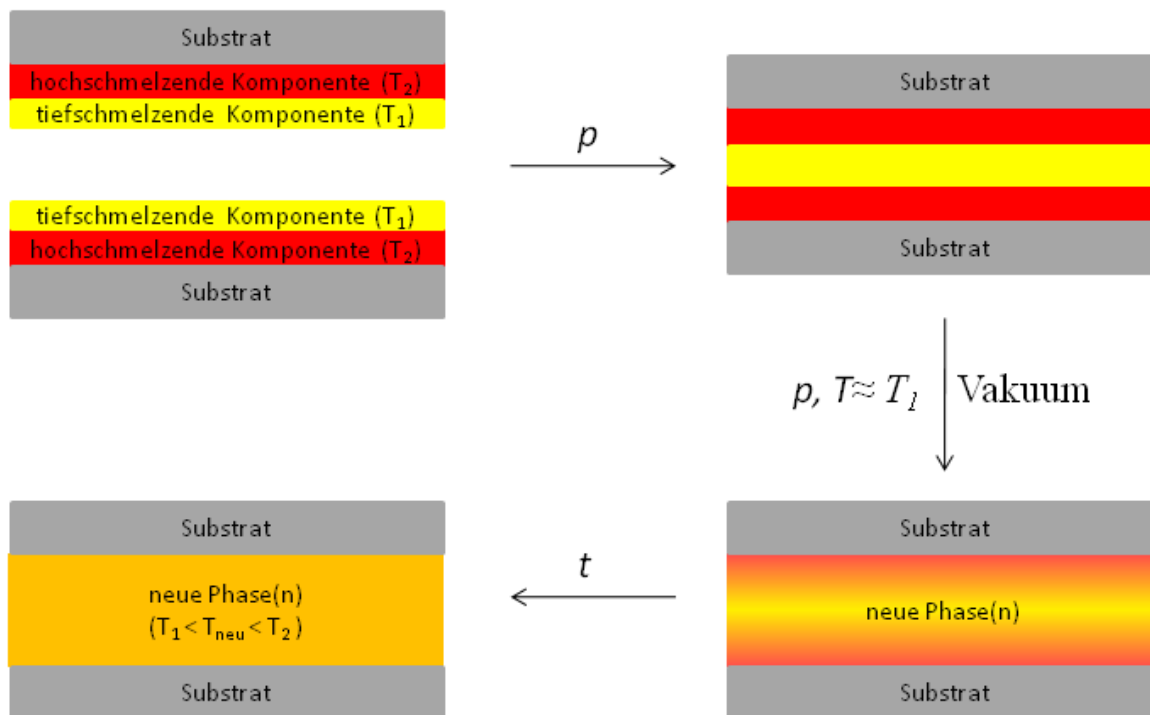 Substrat
hochschmelzende Komponente (T₂)
tiefschmelzende Komponente (T₁)
tiefschmelzende Komponente (T₁)
hochschmelzende Komponente (T₂)
Substrat
p
Substrat
Substrat
p, T≈ T₁ Vakuum
Substrat
neue Phase(n)
Substrat
t
Substrat
neue Phase(n)
(T₁ < Tₙₑᵤ < T₂ )
Substrat